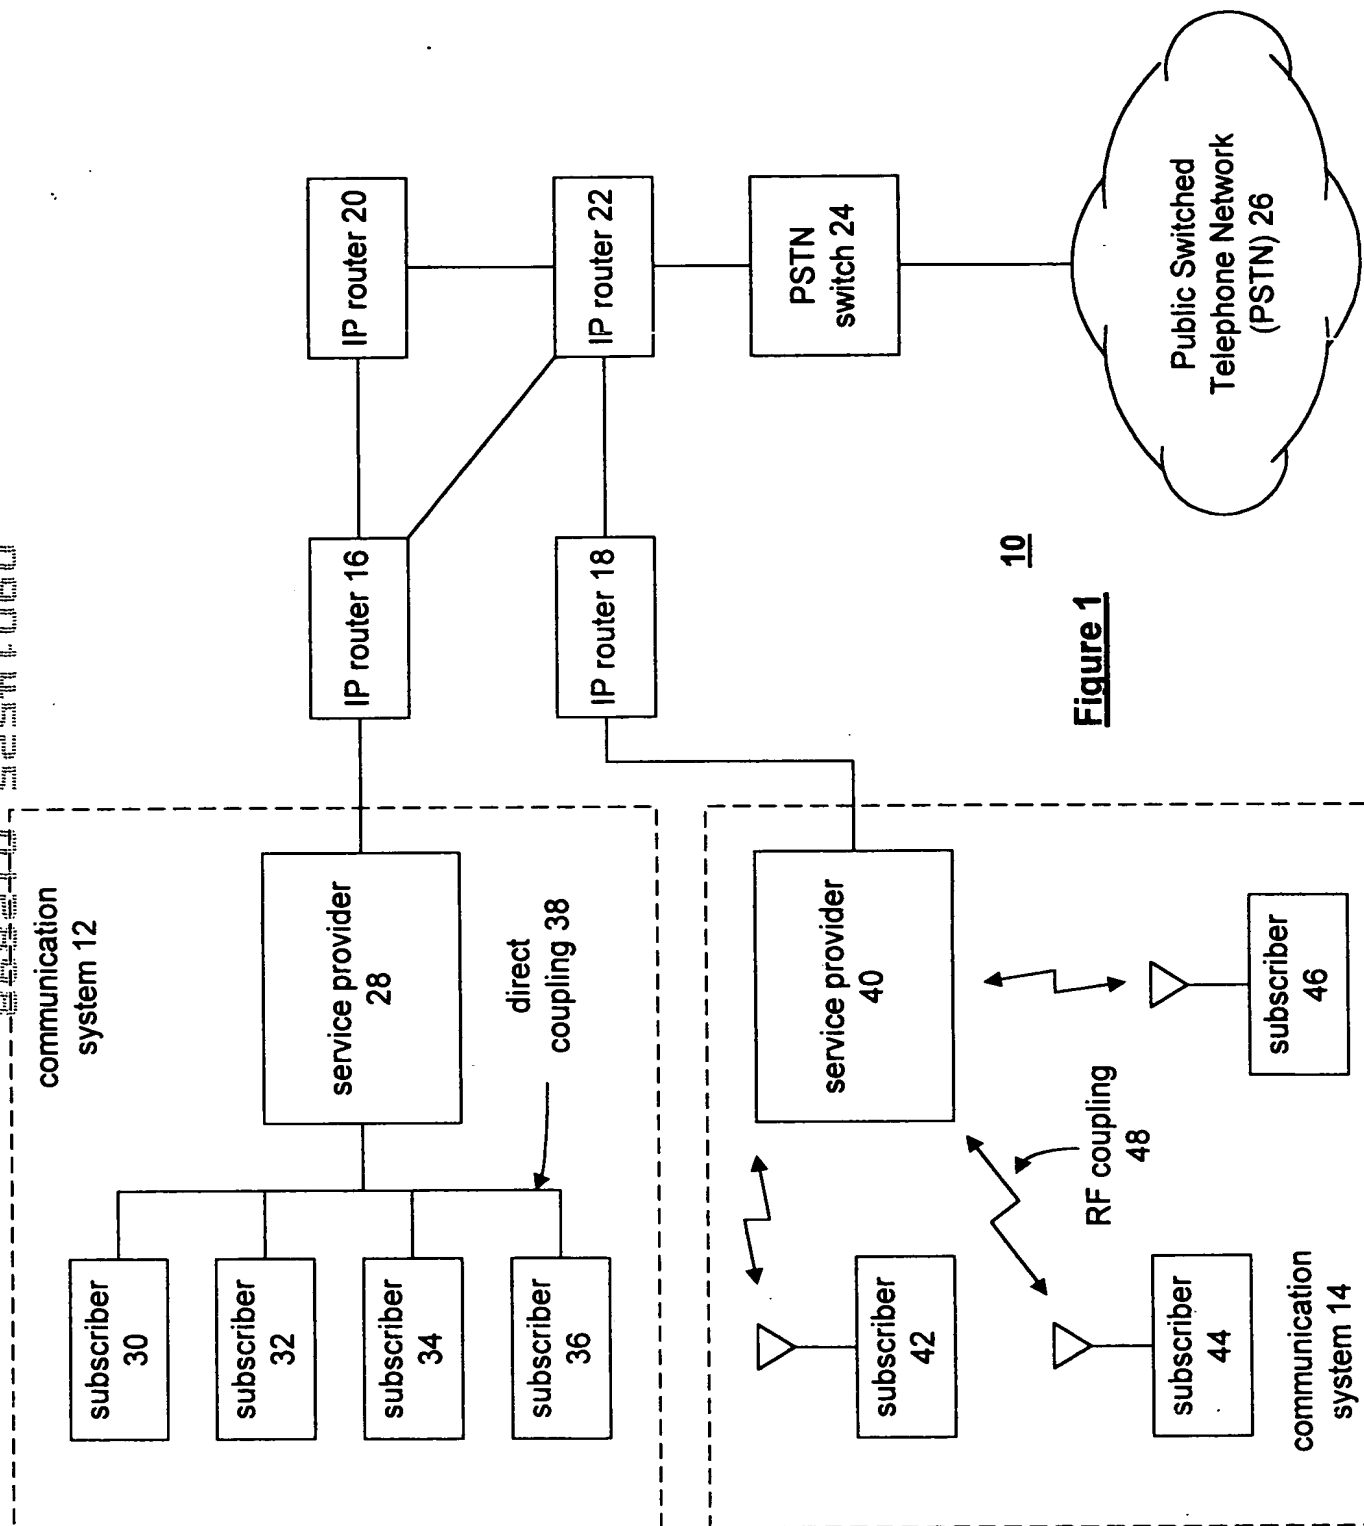 communication
system 12
subscriber
30
subscriber
32
subscriber
34
subscriber
36
service provider
28
direct
coupling 38
IP router 16
IP router 20
IP router 18
IP router 22
PSTN
switch 24
Public Switched
Telephone Network
(PSTN) 26
service provider
40
subscriber
42
subscriber
44
subscriber
46
RF coupling
48
communication
system 14
10
Figure 1